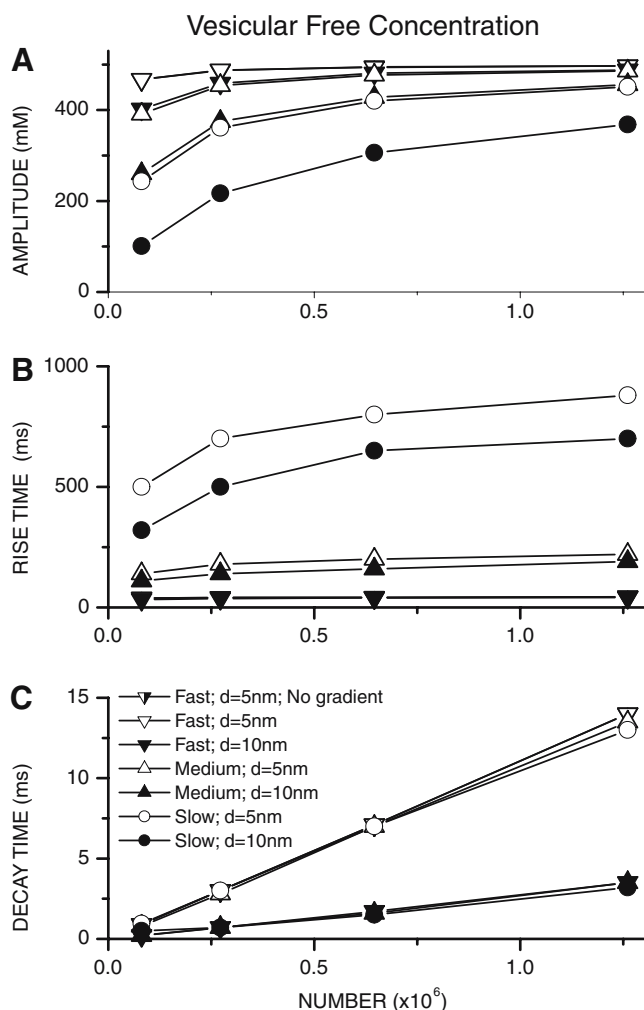 Vesicular Free Concentration
A
AMPLITUDE (mM)
400
200
0
0.0
0.5
1.0
B
RISE TIME (ms)
1000
500
0
0.0
0.5
1.0
C
DECAY TIME (ms)
15
10
5
0
Fast; d=5nm; No gradient
Fast; d=5nm
Fast; d=10nm
Medium; d=5nm
Medium; d=10nm
Slow; d=5nm
Slow; d=10nm
0.0
0.5
1.0
NUMBER (x10⁶)